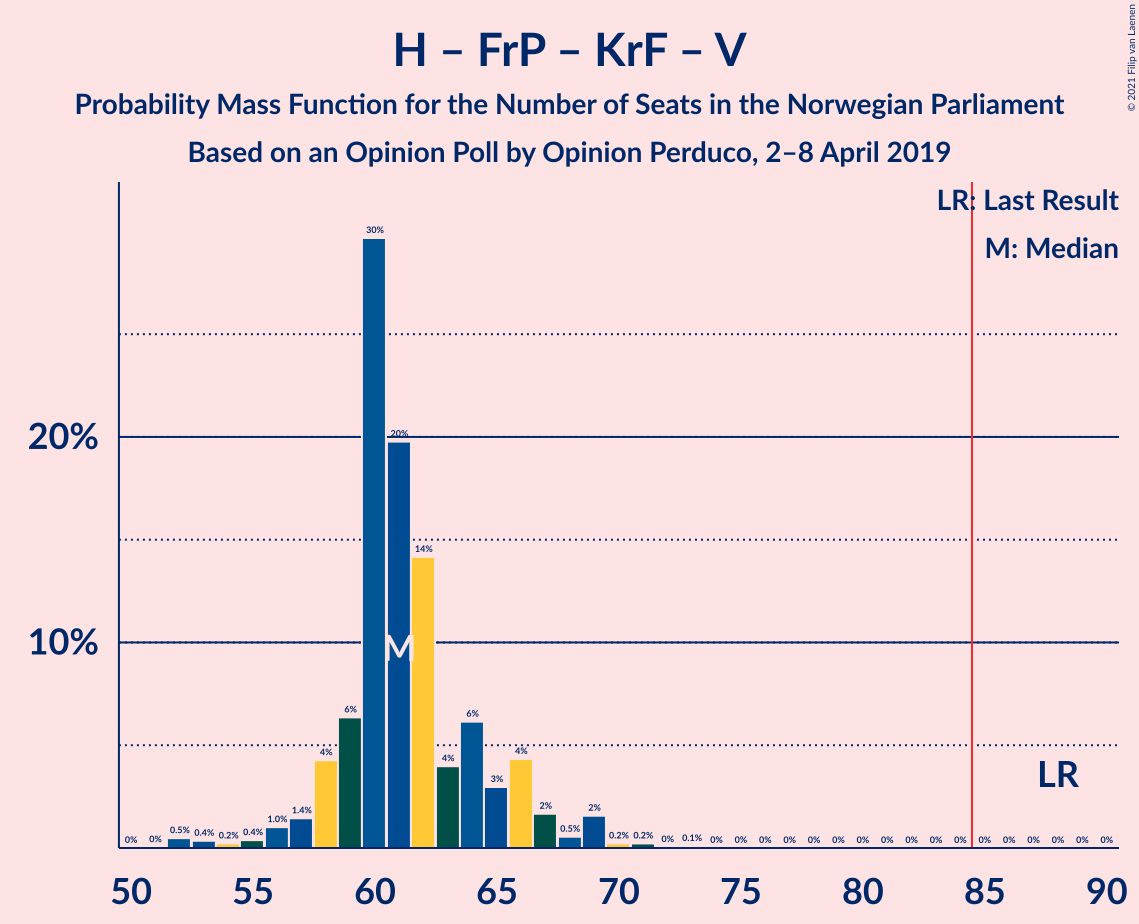 H – FrP – KrF – V
Probability Mass Function for the Number of Seats in the Norwegian Parliament
Based on an Opinion Poll by Opinion Perduco, 2–8 April 2019
© 2021 Filip van Laenen
LR: Last Result
M: Median
30%
20%
20%
14%
10%
M
6%
6%
4%
4%
4%
3%
LR
2%
2%
1.4%
1.0%
0% 0% 0.5% 0.4% 0.2% 0.4% 0.5% 0.2% 0.2% 0% 0.1% 0% 0% 0% 0% 0% 0% 0% 0% 0% 0% 0% 0% 0% 0% 0% 0% 0%
50 55 60 65 70 75 80 85 90